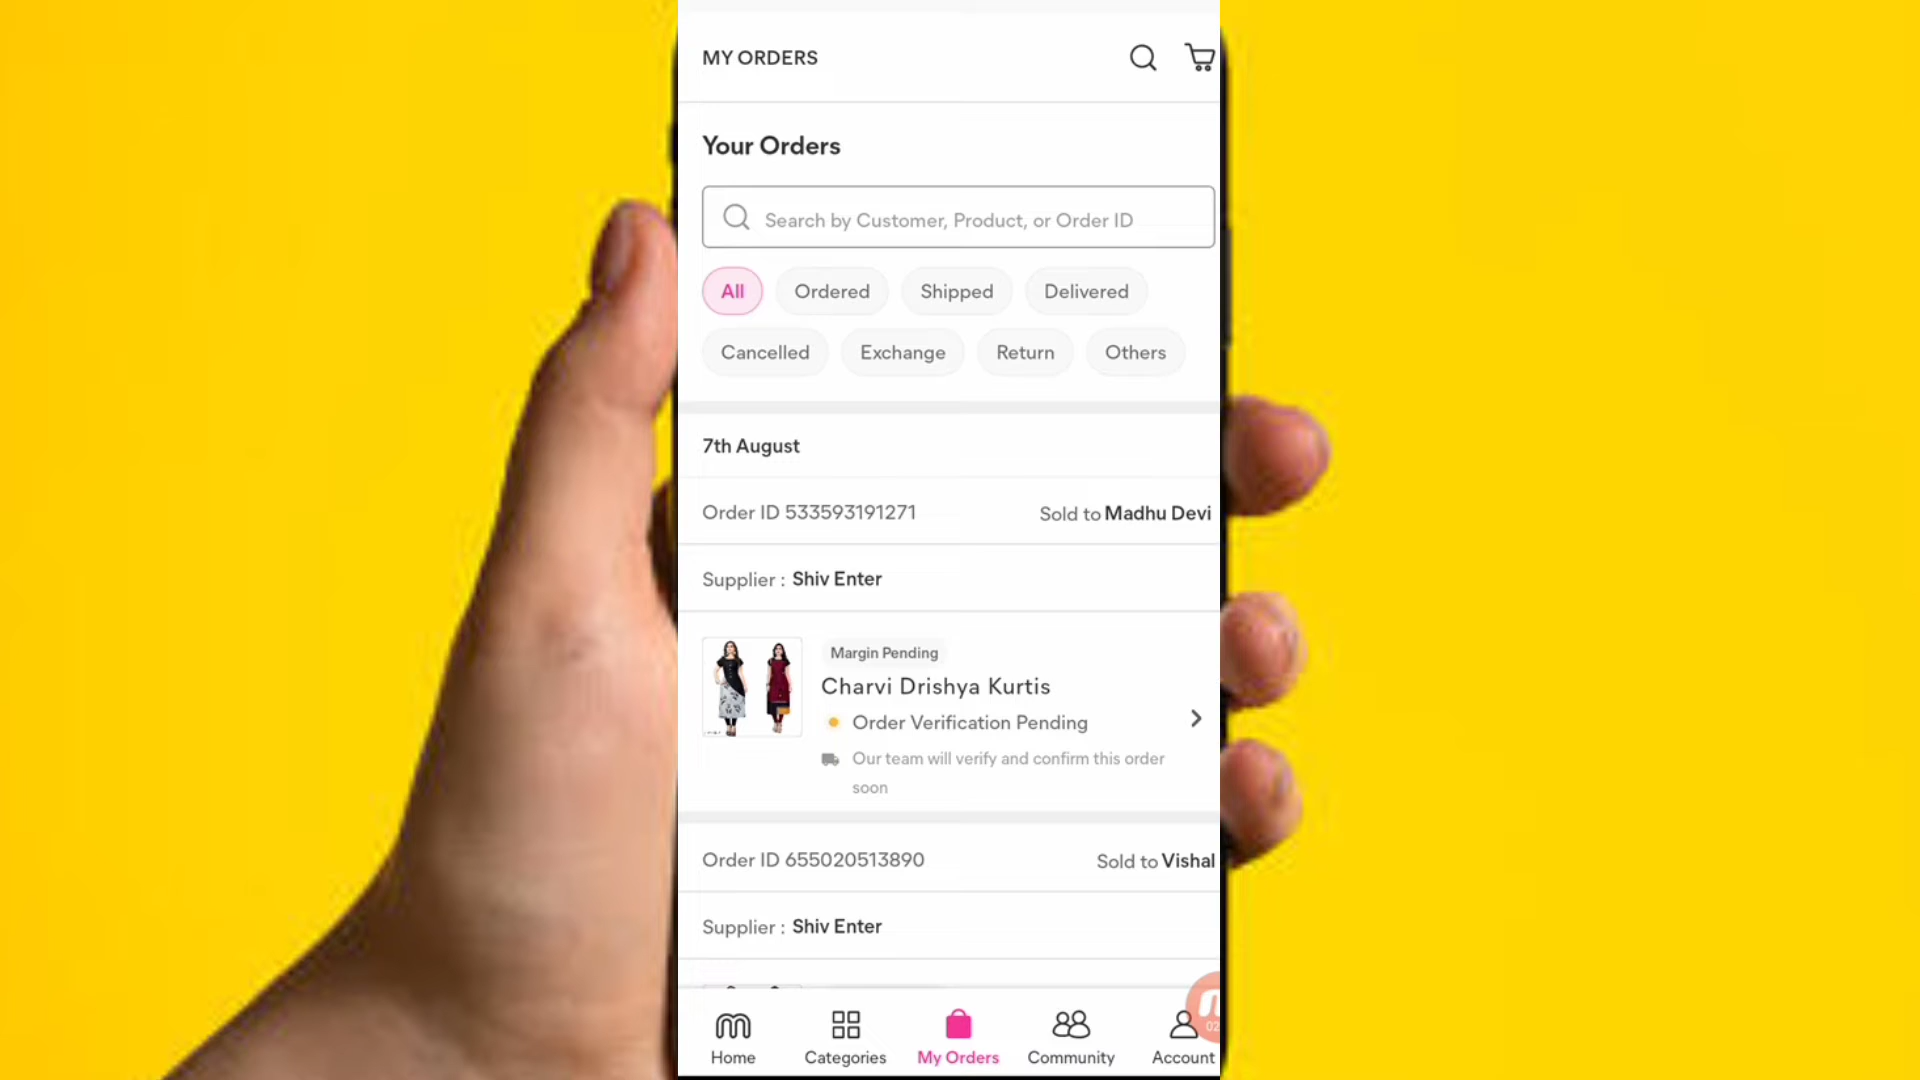 MY ORDERS
Your Orders
Search by Customer, Product, or Order ID
All Ordered Shipped Delivered
Cancelled Exchange Return Others
7th August
Order ID 533593191271 Sold to Madhu Devi
Supplier : Shiv Enter
Margin Pending
Charvi Drishya Kurtis
Order Verification Pending
Our team will verify and confirm this order
soon
Order ID 655020513890 Sold to Vishal
Supplier : Shiv Enter
Home Categories My Orders Community Account